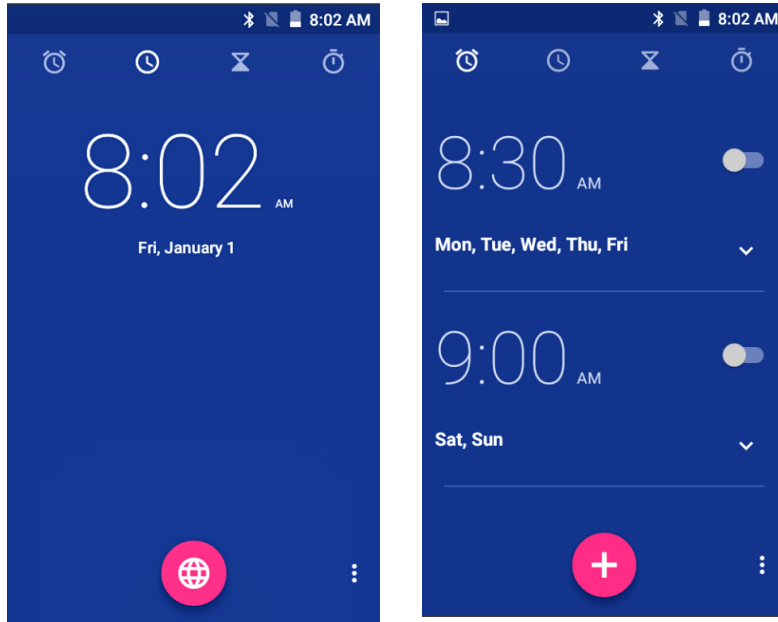 8:02 AM
8:02 AM
Fri, January 1
8:02 AM
8:30 AM
Mon, Tue, Wed, Thu, Fri
9:00 AM
Sat, Sun